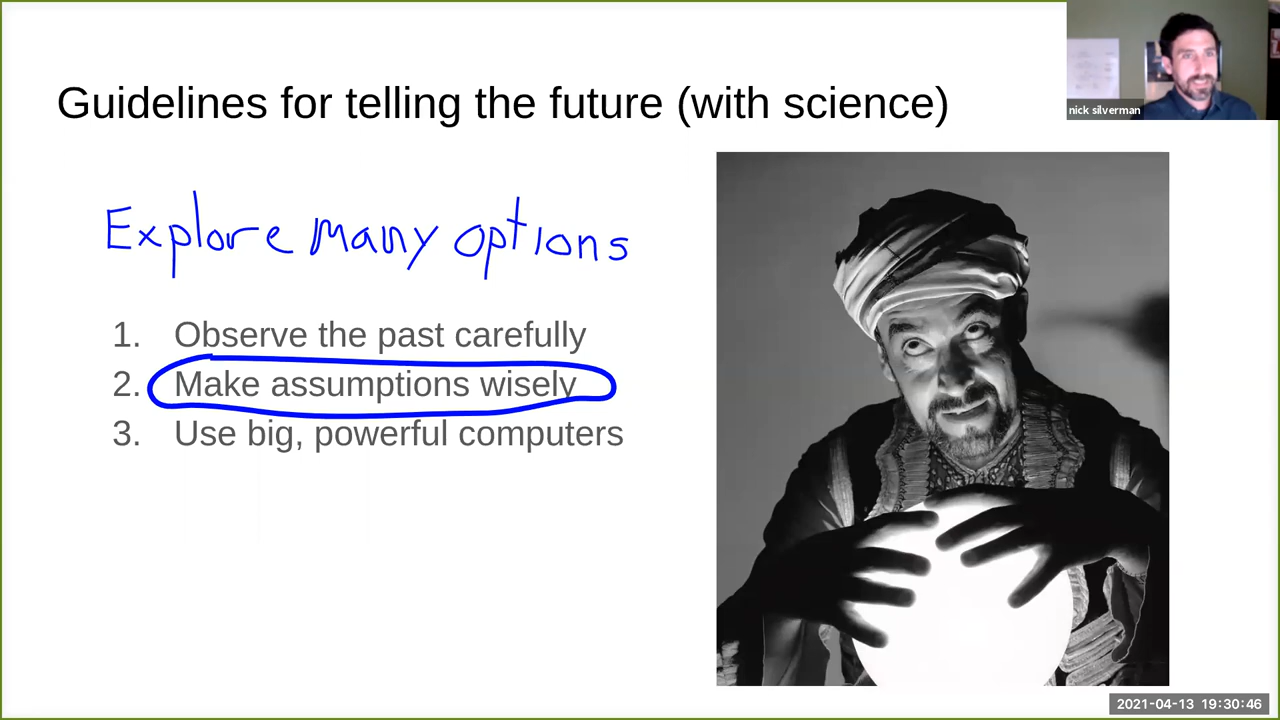 nick silverman
Guidelines for telling the future (with science)
Explore many options
1. Observe the past carefully
2. Make assumptions wisely
3. Use big, powerful computers
2021-04-13 19:30:46